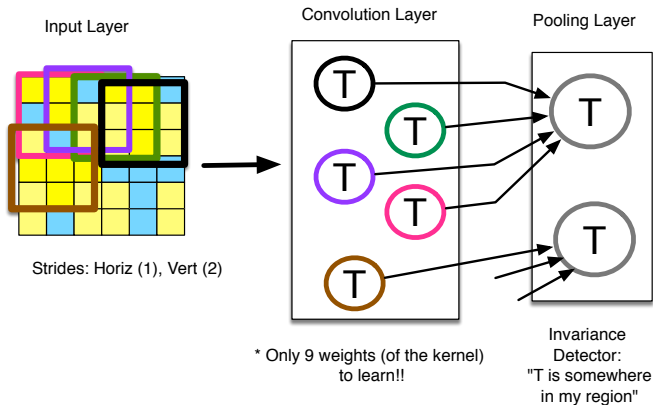 Input Layer
Convolution Layer
Pooling Layer
T
T
T
T
T
T
T
Strides: Horiz (1), Vert (2)
* Only 9 weights (of the kernel)
to learn!!
Invariance
Detector:
"T is somewhere
in my region"